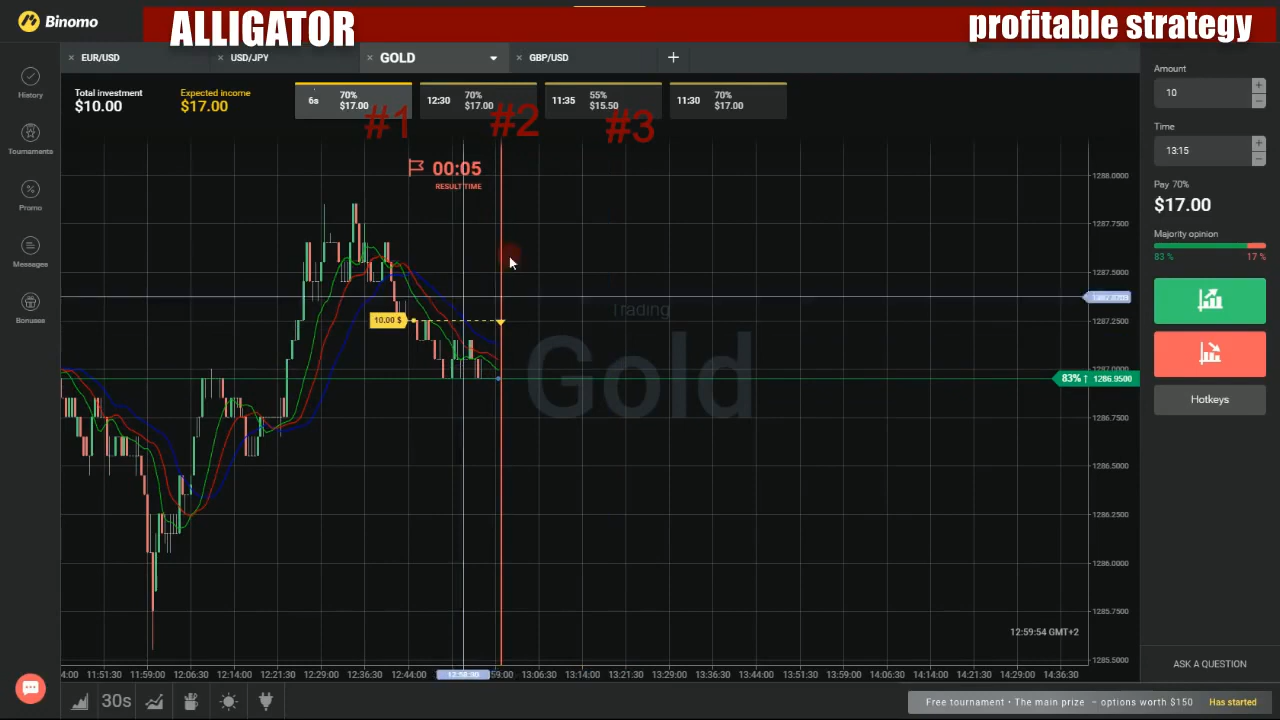 Binomo
ALLIGATOR
profitable strategy
EUR/USD
USD/JPY
GOLD
GBP/USD
Total investment
$10.00
Expected income
$17.00
6s
70%
$17.00
12:30
70%
$17.00
11:35
55%
$15.50
11:30
70%
$17.00
#1
#2
#3
History
Tournaments
Promo
Messages
Bonuses
00:05
RESULT TIME
10.00 $
Trading
Gold
1288.0000
1287.7500
1287.5000
1287.2500
1287.0000
83% ↑ 1286.9500
1286.7500
1286.5000
1286.2500
1286.0000
1285.7500
1285.5000
12:59:54 GMT+2
4:00
11:51:30
11:59:00
12:06:30
12:14:00
12:21:30
12:29:00
12:36:30
12:44:00
59:00
13:06:30
13:14:00
13:21:30
13:29:00
13:36:30
13:44:00
13:51:30
13:59:00
14:06:30
14:14:00
14:21:30
14:29:00
14:36:30
30s
Amount
10
Time
13:15
Pay 70%
$17.00
Majority opinion
83 %
17 %
Hotkeys
ASK A QUESTION
Free tournament • The main prize – options worth $150 Has started